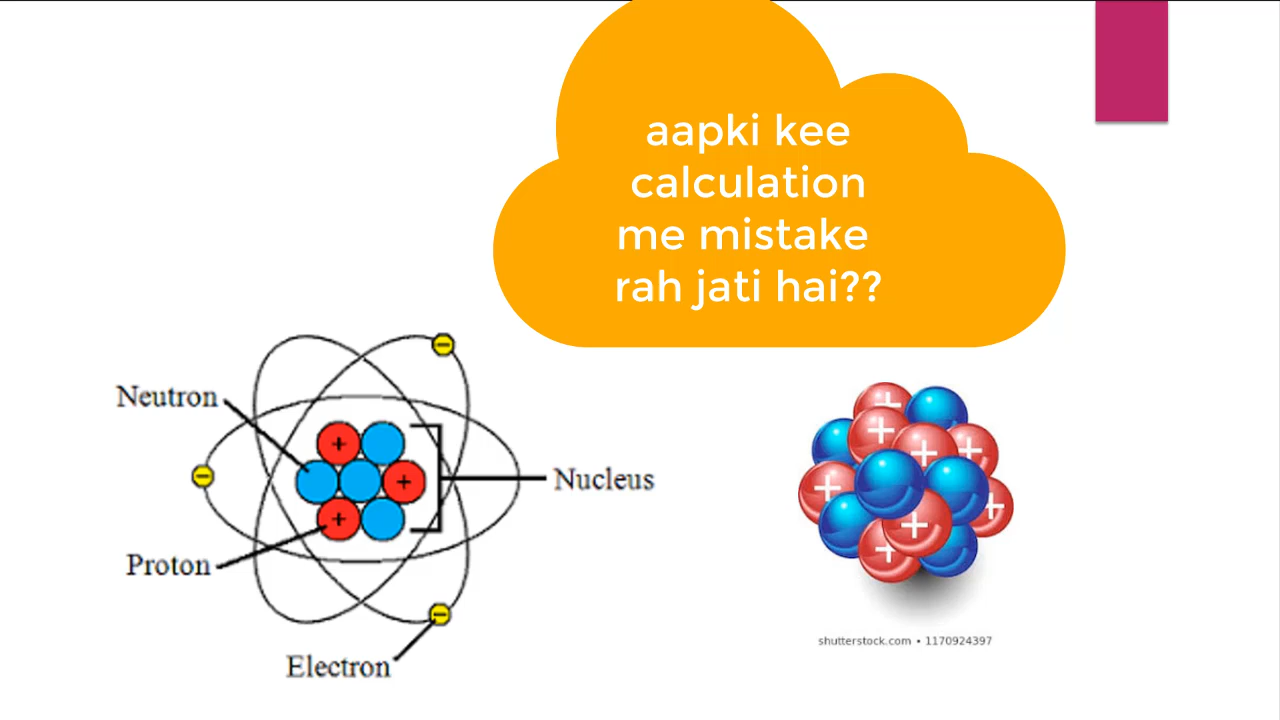 aapki kee
calculation
me mistake
rah jati hai??
Neutron
Nucleus
Proton
Electron
shutterstock.com • 1170924397